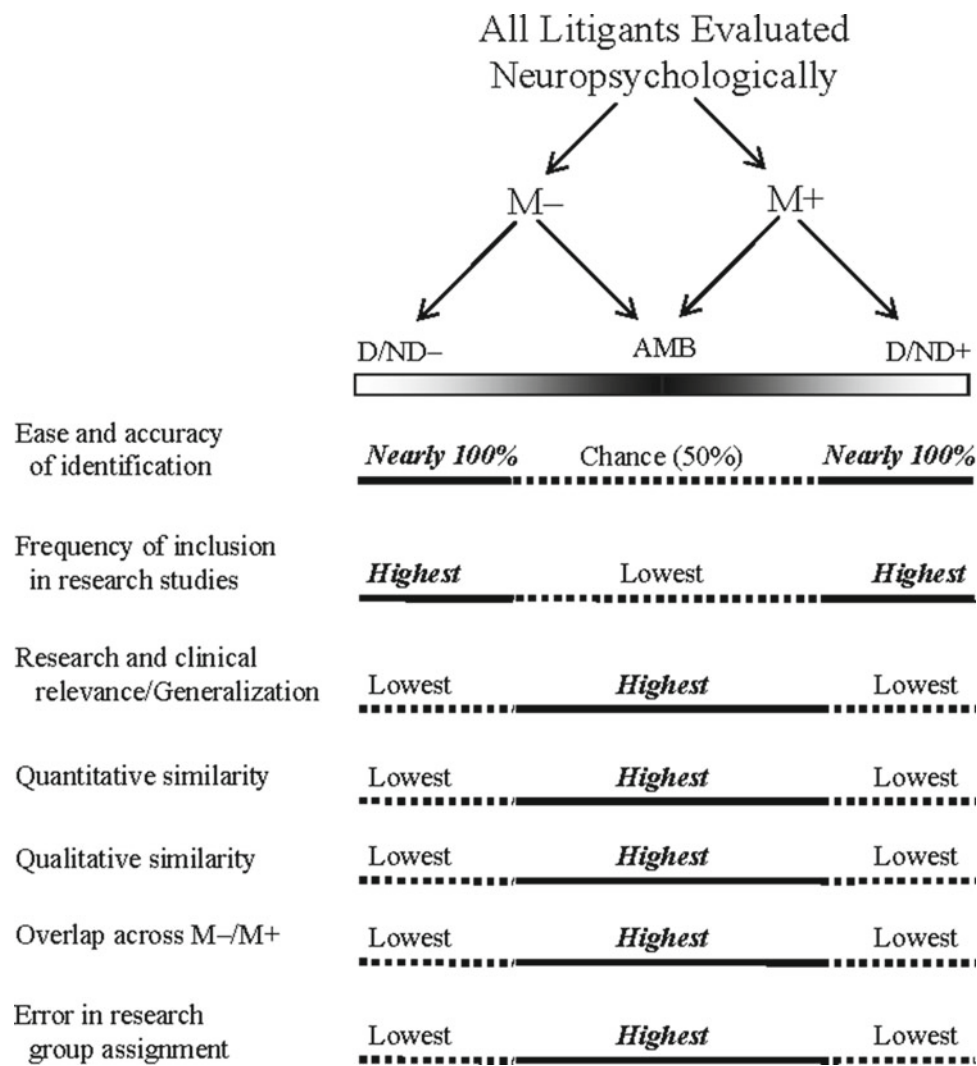 All Litigants Evaluated
Neuropsychologically
M– M+
D/ND– AMB D/ND+
Ease and accuracy
of identification
Nearly 100% Chance (50%) Nearly 100%
Frequency of inclusion
in research studies
Highest Lowest Highest
Research and clinical
relevance/Generalization
Lowest Highest Lowest
Quantitative similarity
Lowest Highest Lowest
Qualitative similarity
Lowest Highest Lowest
Overlap across M–/M+
Lowest Highest Lowest
Error in research
group assignment
Lowest Highest Lowest